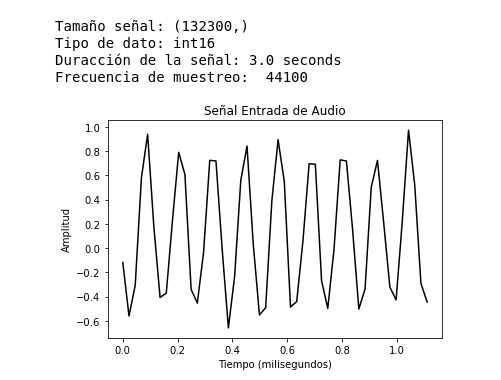 Tamaño señal: (132300,)
Tipo de dato: int16
Duracción de la señal: 3.0 seconds
Frecuencia de muestreo:  44100
Señal Entrada de Audio
1.0
0.8
0.6
0.4
0.2
0.0
−0.2
−0.4
−0.6
Amplitud
0.0 0.2 0.4 0.6 0.8 1.0
Tiempo (milisegundos)